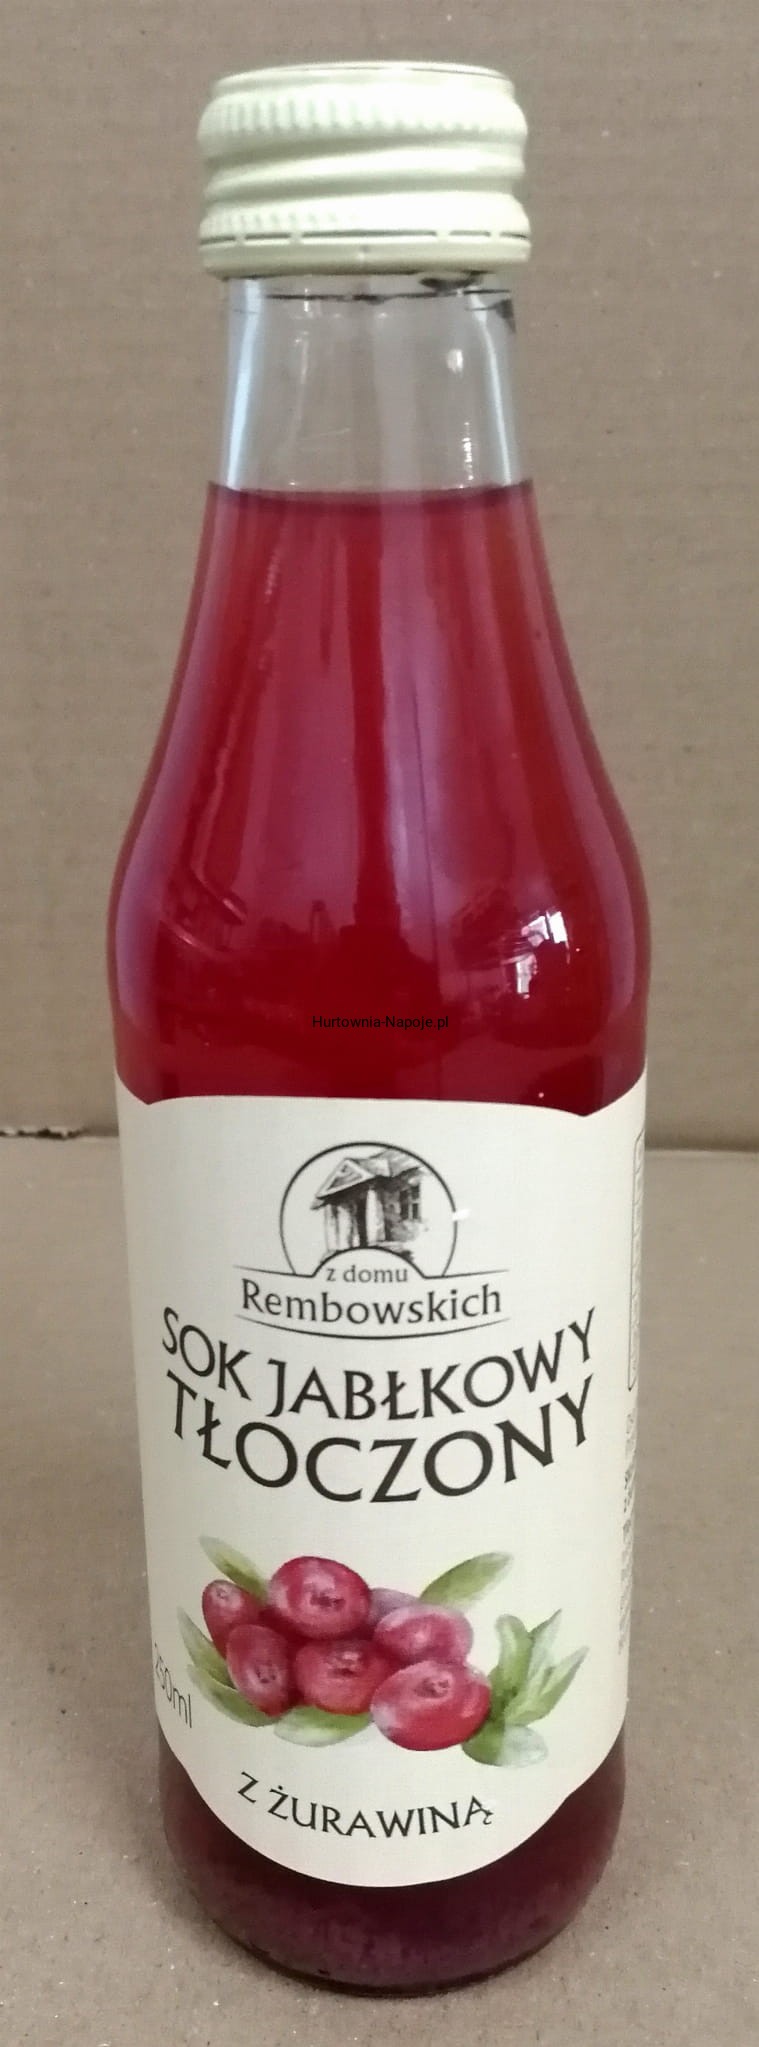 Hurtownia-Napoje.pl
z domu
Rembowskich
SOK JABŁKOWY
TŁOCZONY
250ml
Z ŻURAWINĄ